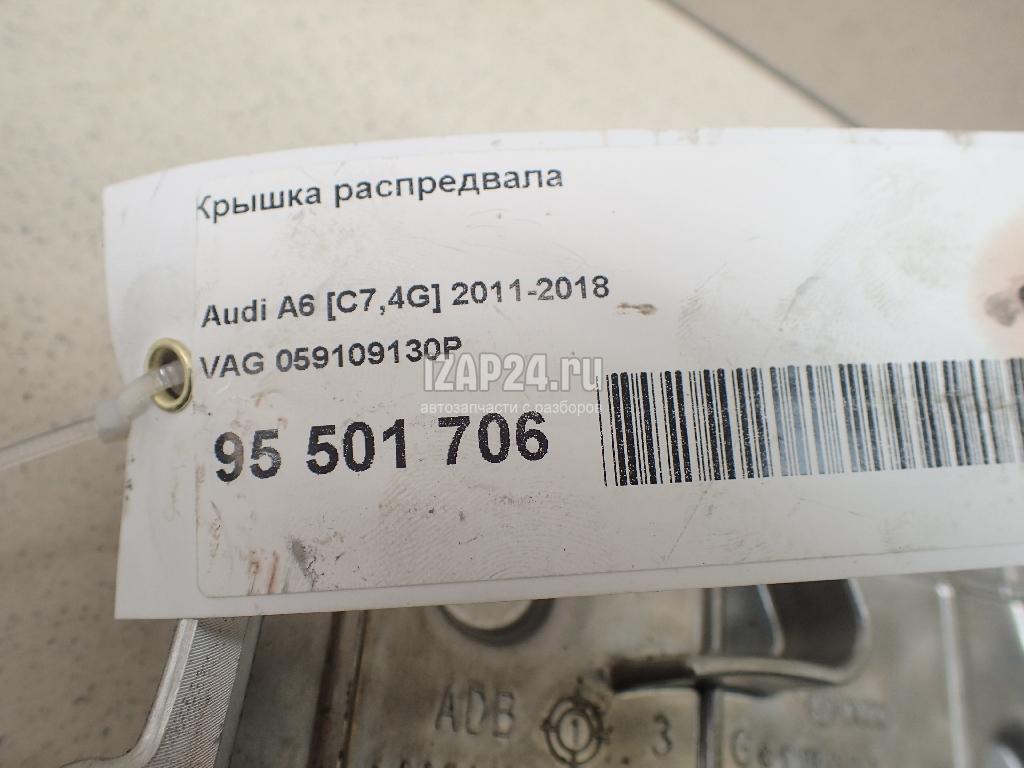 Крышка распредвала
Audi A6 [C7,4G] 2011-2018
VAG 059109130P
IZAP24.ru
автозапчасти с разборов
95 501 706
ADB 1 3